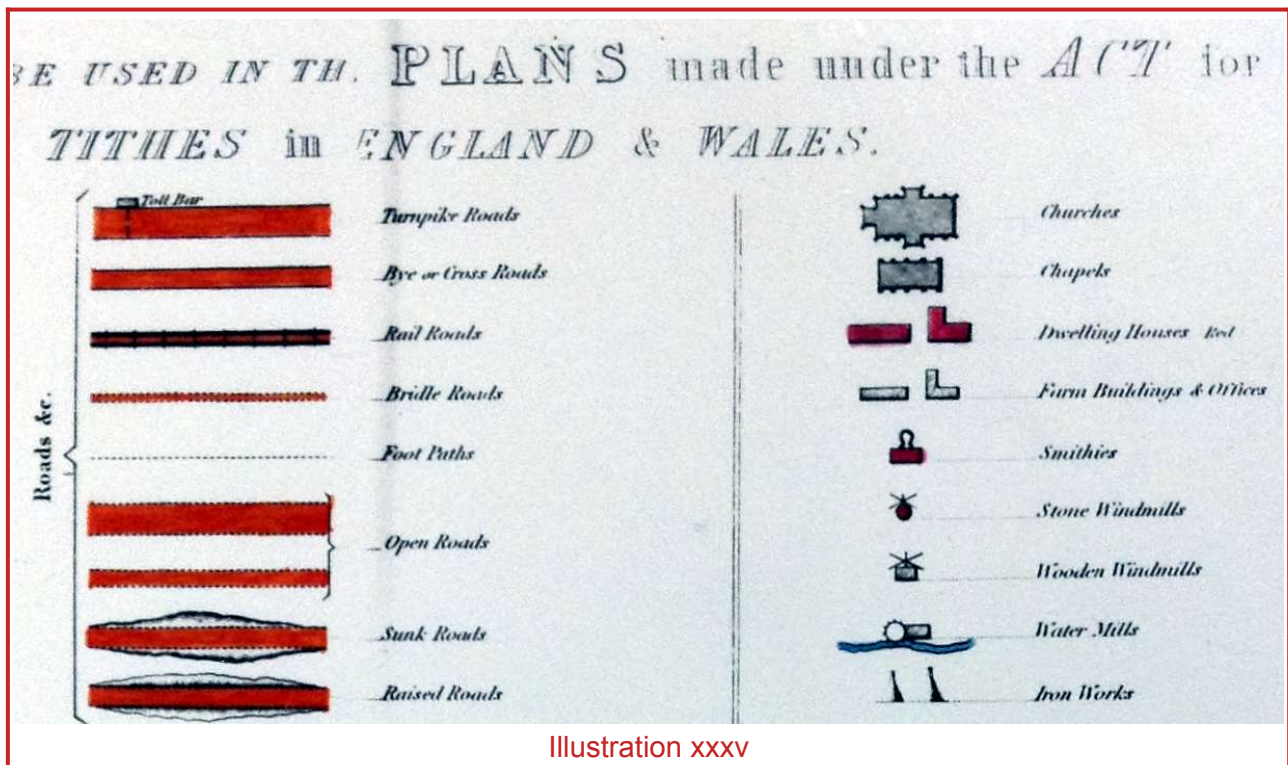 BE USED IN TH. PLANS made under the ACT for
TITHES in ENGLAND & WALES.
Roads &c.
Toll Bar
Turnpike Roads
Bye or Cross Roads
Rail Roads
Bridle Roads
Foot Paths
Open Roads
Sunk Roads
Raised Roads
Churches
Chapels
Dwelling Houses Red
Farm Buildings & Offices
Smithies
Stone Windmills
Wooden Windmills
Water Mills
Iron Works
Illustration xxxv